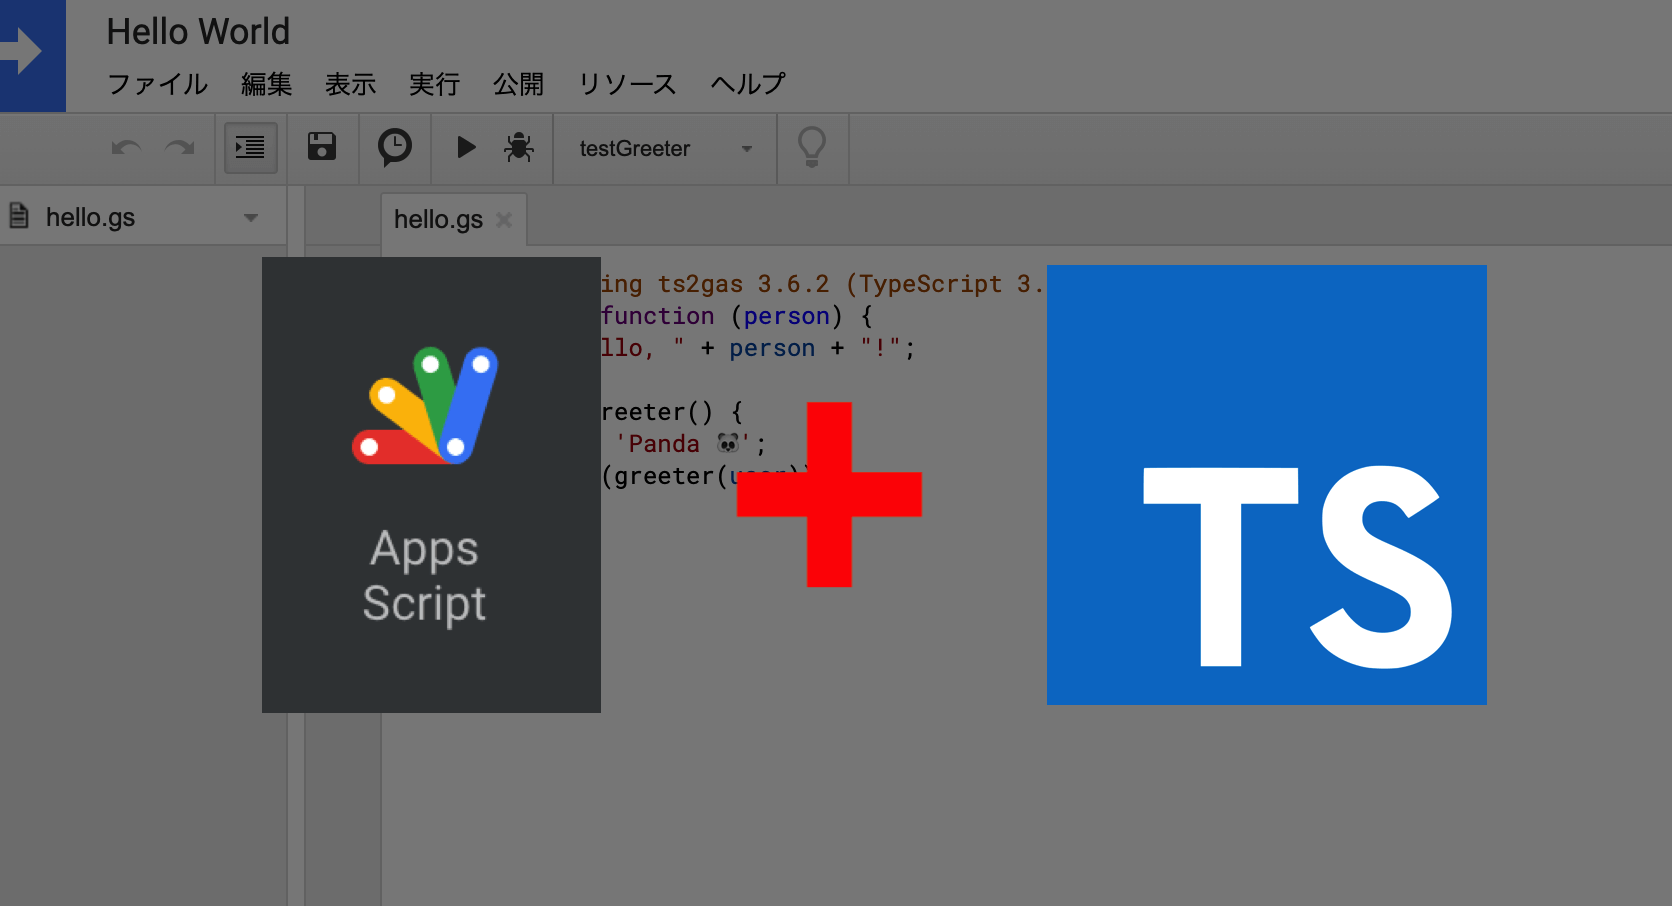 Hello World
ファイル 編集 表示 実行 公開 リソース ヘルプ
testGreeter
hello.gs
hello.gs
ing ts2gas 3.6.2 (TypeScript 3.
function (person) {
llo, " + person + "!";
reeter() {
'Panda 🐼';
(greeter(user))
Apps
Script
TS